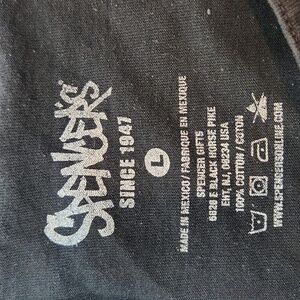 SPENCER'S
SINCE 1947
L
MADE IN MEXICO / FABRIQUE EN MEXIQUE
SPENCER GIFTS
6826 E BLACK HORSE PIKE
EHT, NJ, 08234 USA
100% COTTON / COTON
WWW.SPENCERSONLINE.COM